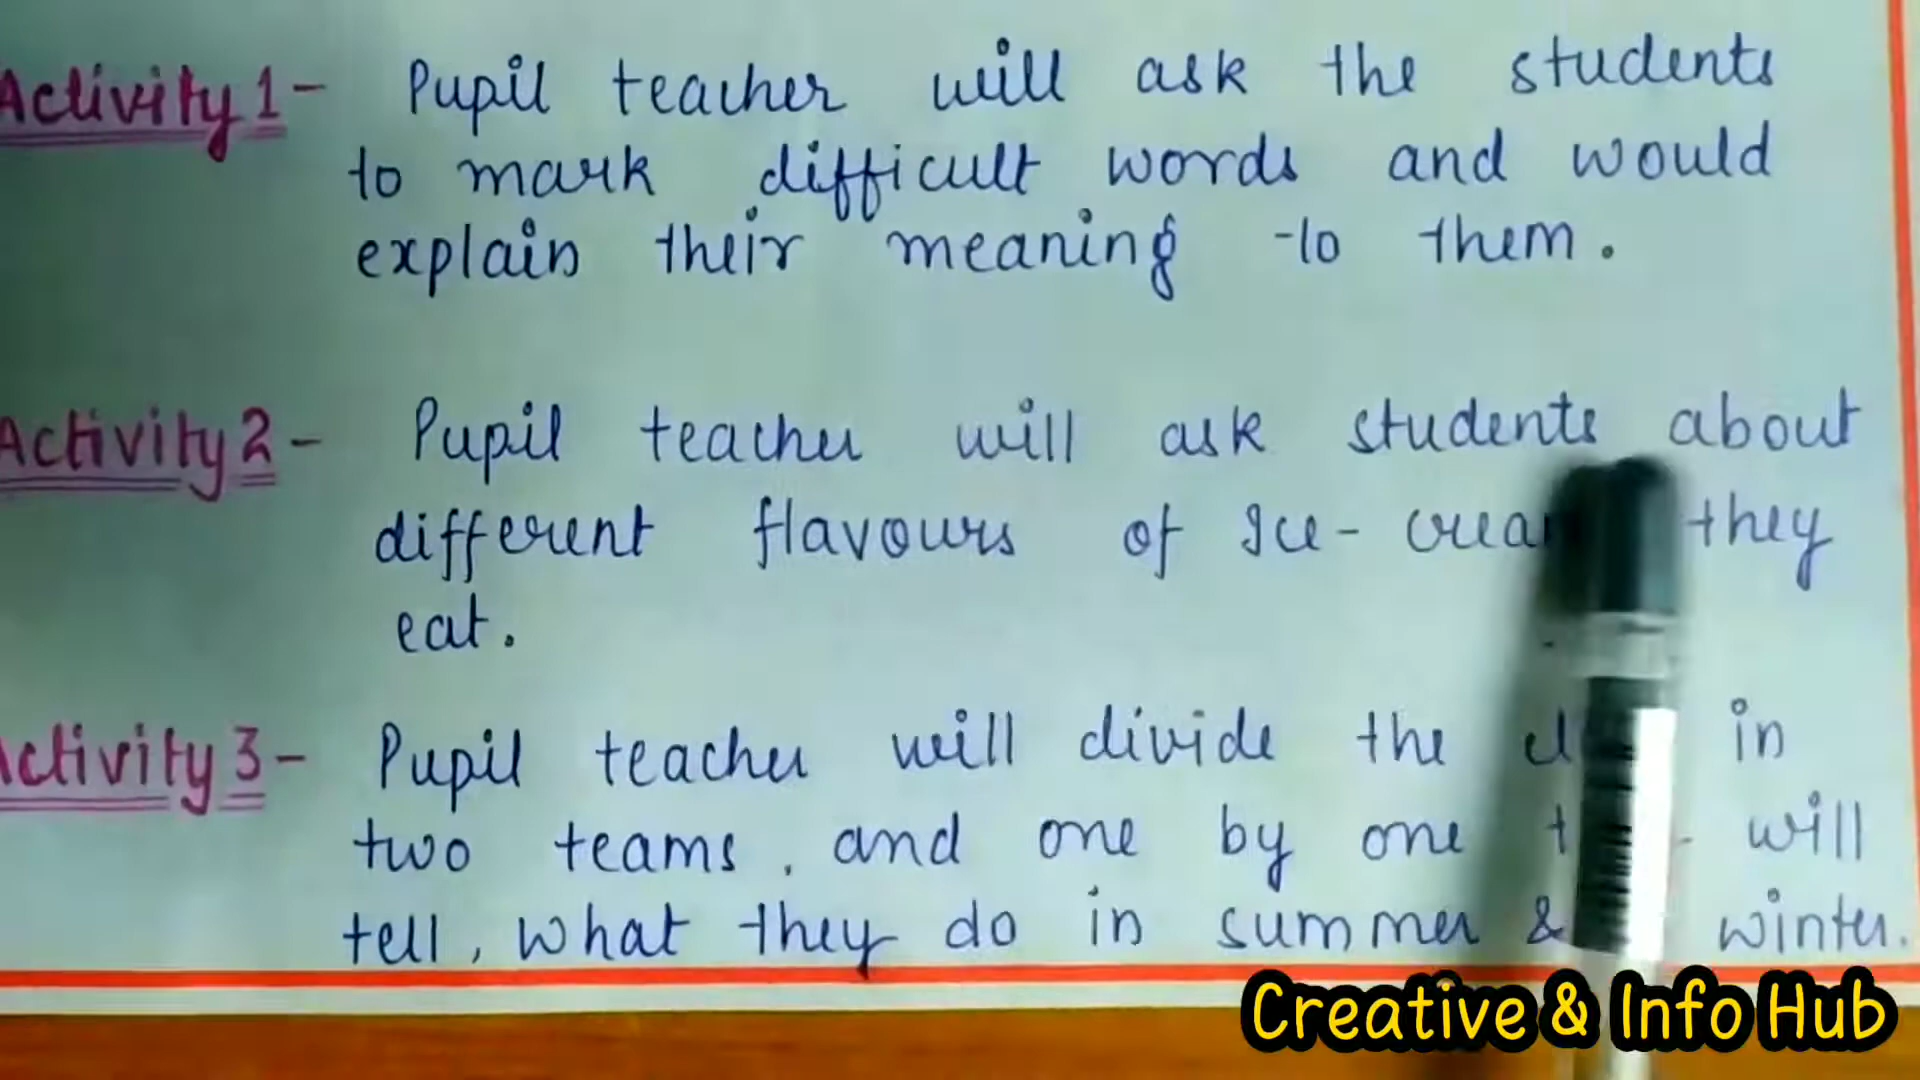 Activity 1 - Pupil teacher will ask the students
to mark difficult words and would
explain their meaning to them.
Activity 2 - Pupil teacher will ask students about
different flavours of Ice - they
eat.
Activity 3 - Pupil teacher will divide the in
two teams, and one by one will
tell, what they do in summer & winter.
Creative & Info Hub